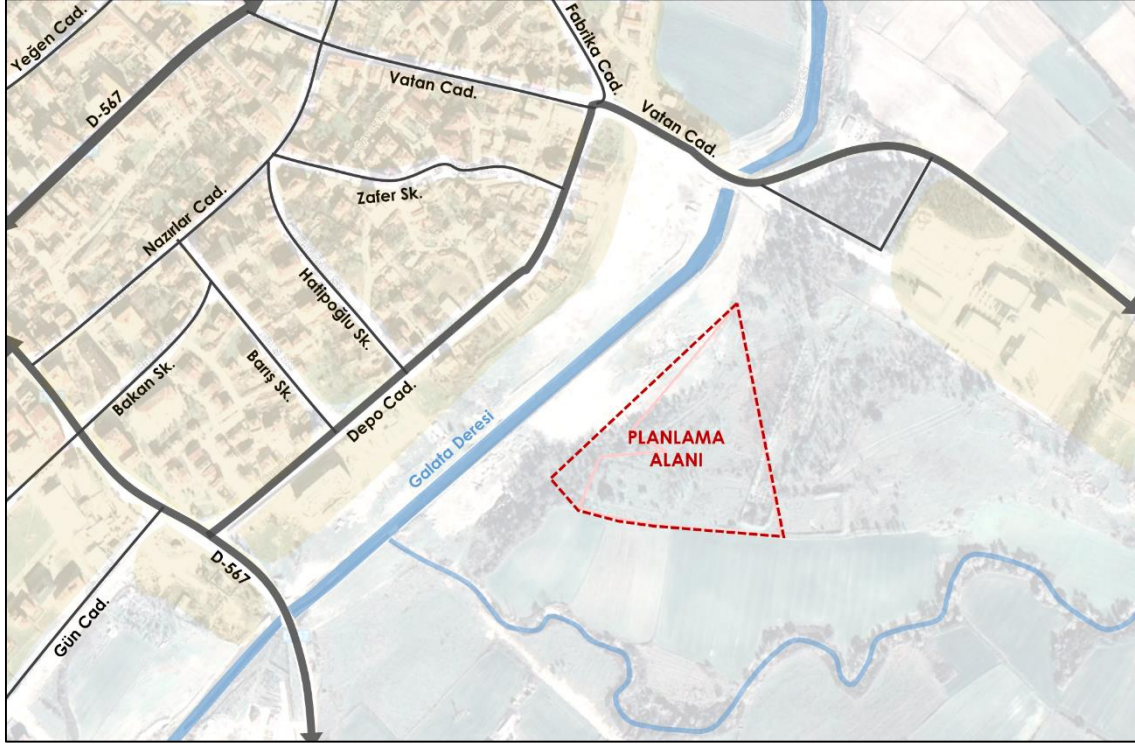 Yeğen Cad.
D-567
Fabrika Cad.
Vatan Cad.
Vatan Cad.
Zafer Sk.
Nazırlar Cad.
Hatipoğlu Sk.
Bakan Sk.
Barış Sk.
Depo Cad.
Galata Deresi
PLANLAMA
ALANI
D-567
Gün Cad.